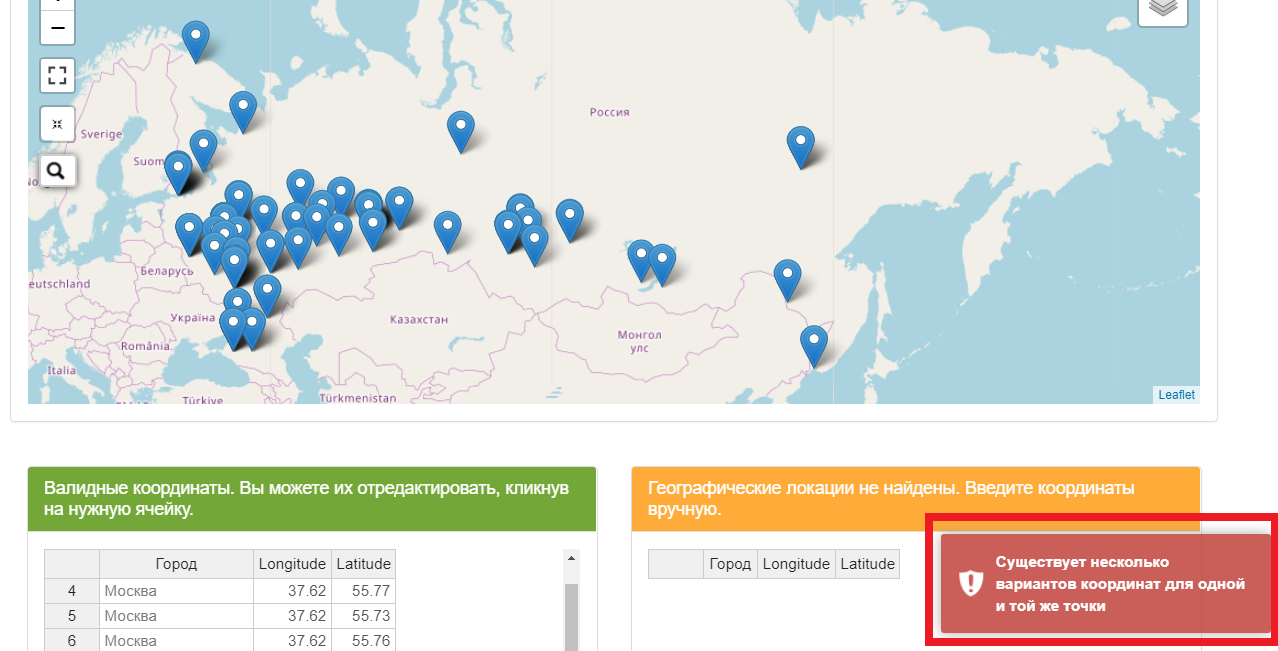 −
Россия
Sverige
Suom
No
Беларусь
eutschland
Україна
Казахстан
România
Монгол
улс
Italia
Türkiye
Türkmenistan
Leaflet
Валидные координаты. Вы можете их отредактировать, кликнув
на нужную ячейку.
Географические локации не найдены. Введите координаты
вручную.
Город Longitude Latitude
4 Москва 37.62 55.77
5 Москва 37.62 55.73
6 Москва 37.62 55.76
Город Longitude Latitude
Существует несколько
вариантов координат для одной
и той же точки